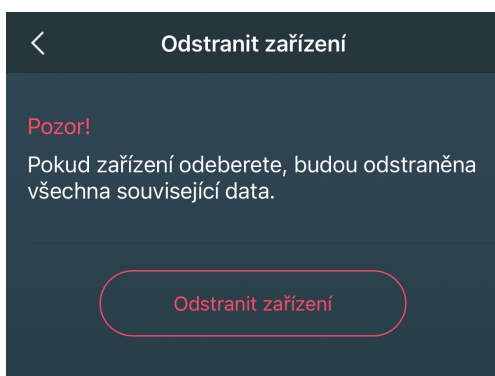 Odstranit zařízení
Pozor!
Pokud zařízení odeberete, budou odstraněna
všechna související data.
Odstranit zařízení